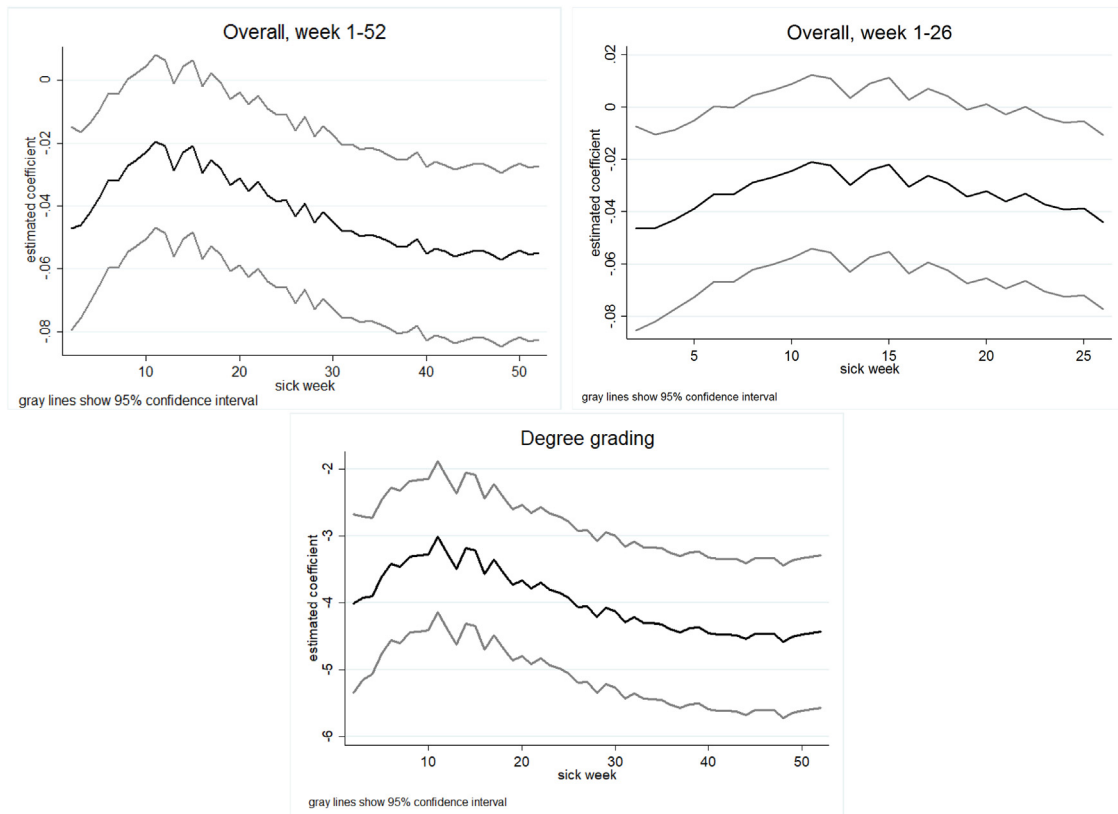 Overall, week 1-52
estimated coefficient
0
-.02
-.04
-.06
-.08
10 20 30 40 50
sick week
gray lines show 95% confidence interval
Overall, week 1-26
estimated coefficient
.02
0
-.02
-.04
-.06
-.08
5 10 15 20 25
sick week
gray lines show 95% confidence interval
Degree grading
estimated coefficient
-2
-3
-4
-5
-6
10 20 30 40 50
sick week
gray lines show 95% confidence interval